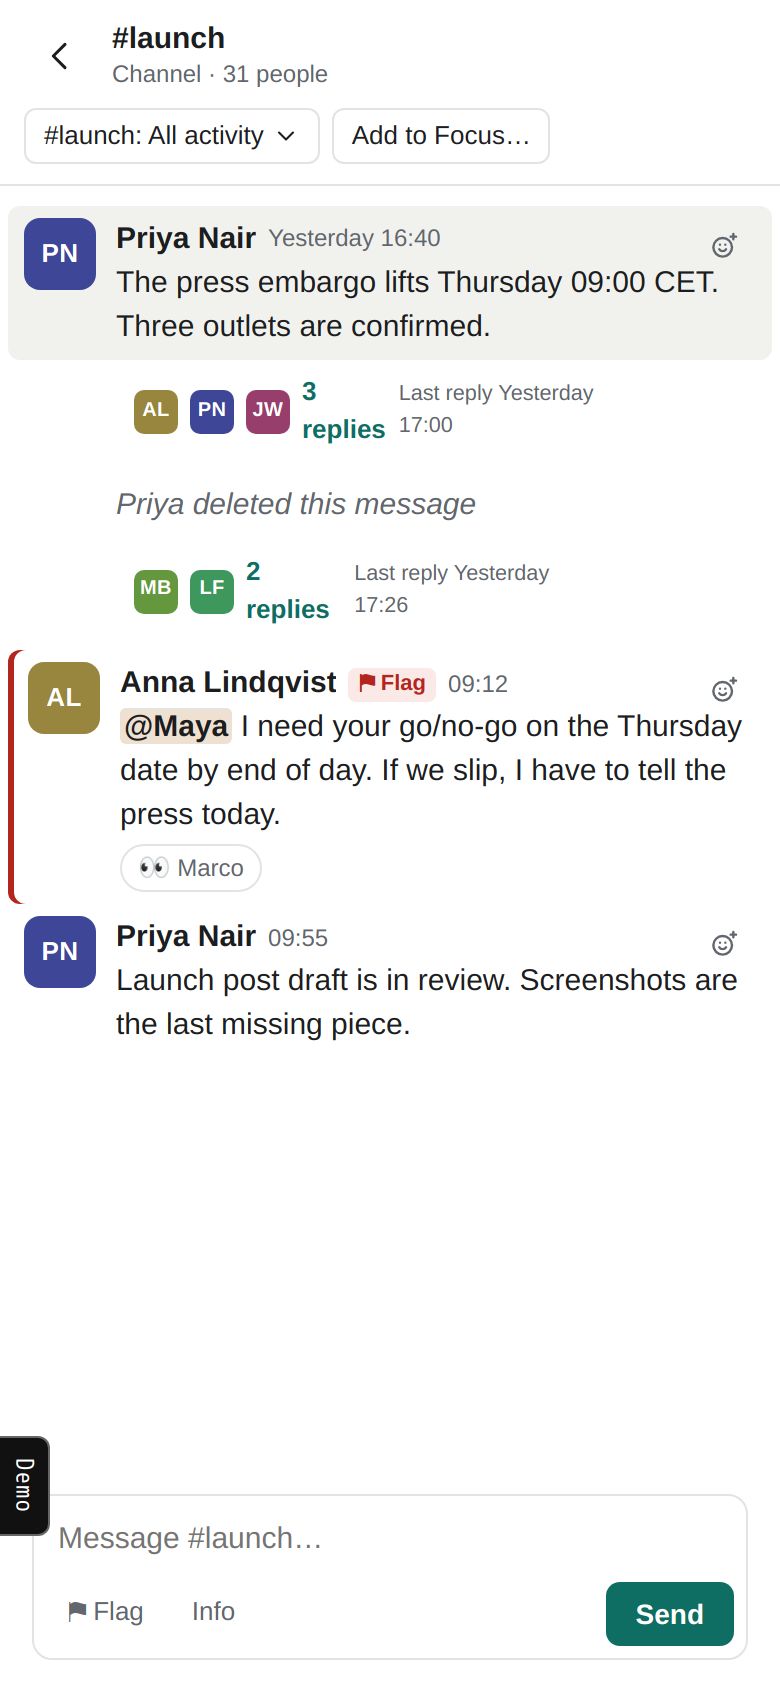 #launch
Channel · 31 people
#launch: All activity
Add to Focus…
PN
Priya Nair Yesterday 16:40
The press embargo lifts Thursday 09:00 CET.
Three outlets are confirmed.
AL PN JW 3 replies Last reply Yesterday 17:00
Priya deleted this message
MB LF 2 replies Last reply Yesterday 17:26
AL
Anna Lindqvist Flag 09:12
@Maya I need your go/no-go on the Thursday
date by end of day. If we slip, I have to tell the
press today.
👀 Marco
PN
Priya Nair 09:55
Launch post draft is in review. Screenshots are
the last missing piece.
Demo
Message #launch…
Flag Info Send